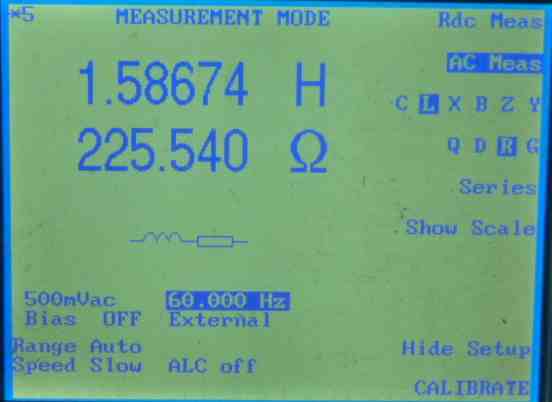 *5 MEASUREMENT MODE Rdc Meas
AC Meas
1.58674 H
C L X B Z Y
225.540 Ω
Q D R G
Series
Show Scale
500mVac 60.000 Hz
Bias OFF External
Range Auto
Hide Setup
Speed Slow ALC off
CALIBRATE